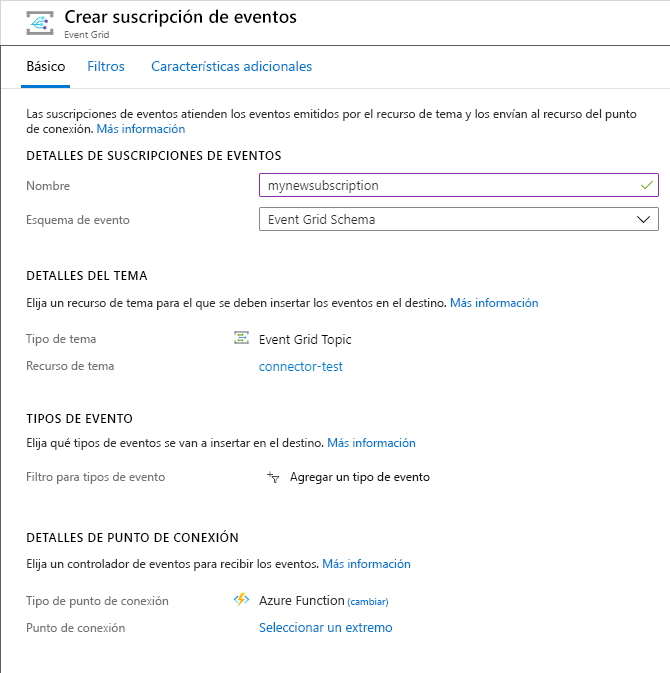 Crear suscripción de eventos
Event Grid
Básico Filtros Características adicionales
Las suscripciones de eventos atienden los eventos emitidos por el recurso de tema y los envían al recurso del punto
de conexión. Más información
DETALLES DE SUSCRIPCIONES DE EVENTOS
Nombre mynewsubscription
Esquema de evento Event Grid Schema
DETALLES DEL TEMA
Elija un recurso de tema para el que se deben insertar los eventos en el destino. Más información
Tipo de tema Event Grid Topic
Recurso de tema connector-test
TIPOS DE EVENTO
Elija qué tipos de eventos se van a insertar en el destino. Más información
Filtro para tipos de evento Agregar un tipo de evento
DETALLES DE PUNTO DE CONEXIÓN
Elija un controlador de eventos para recibir los eventos. Más información
Tipo de punto de conexión Azure Function (cambiar)
Punto de conexión Seleccionar un extremo